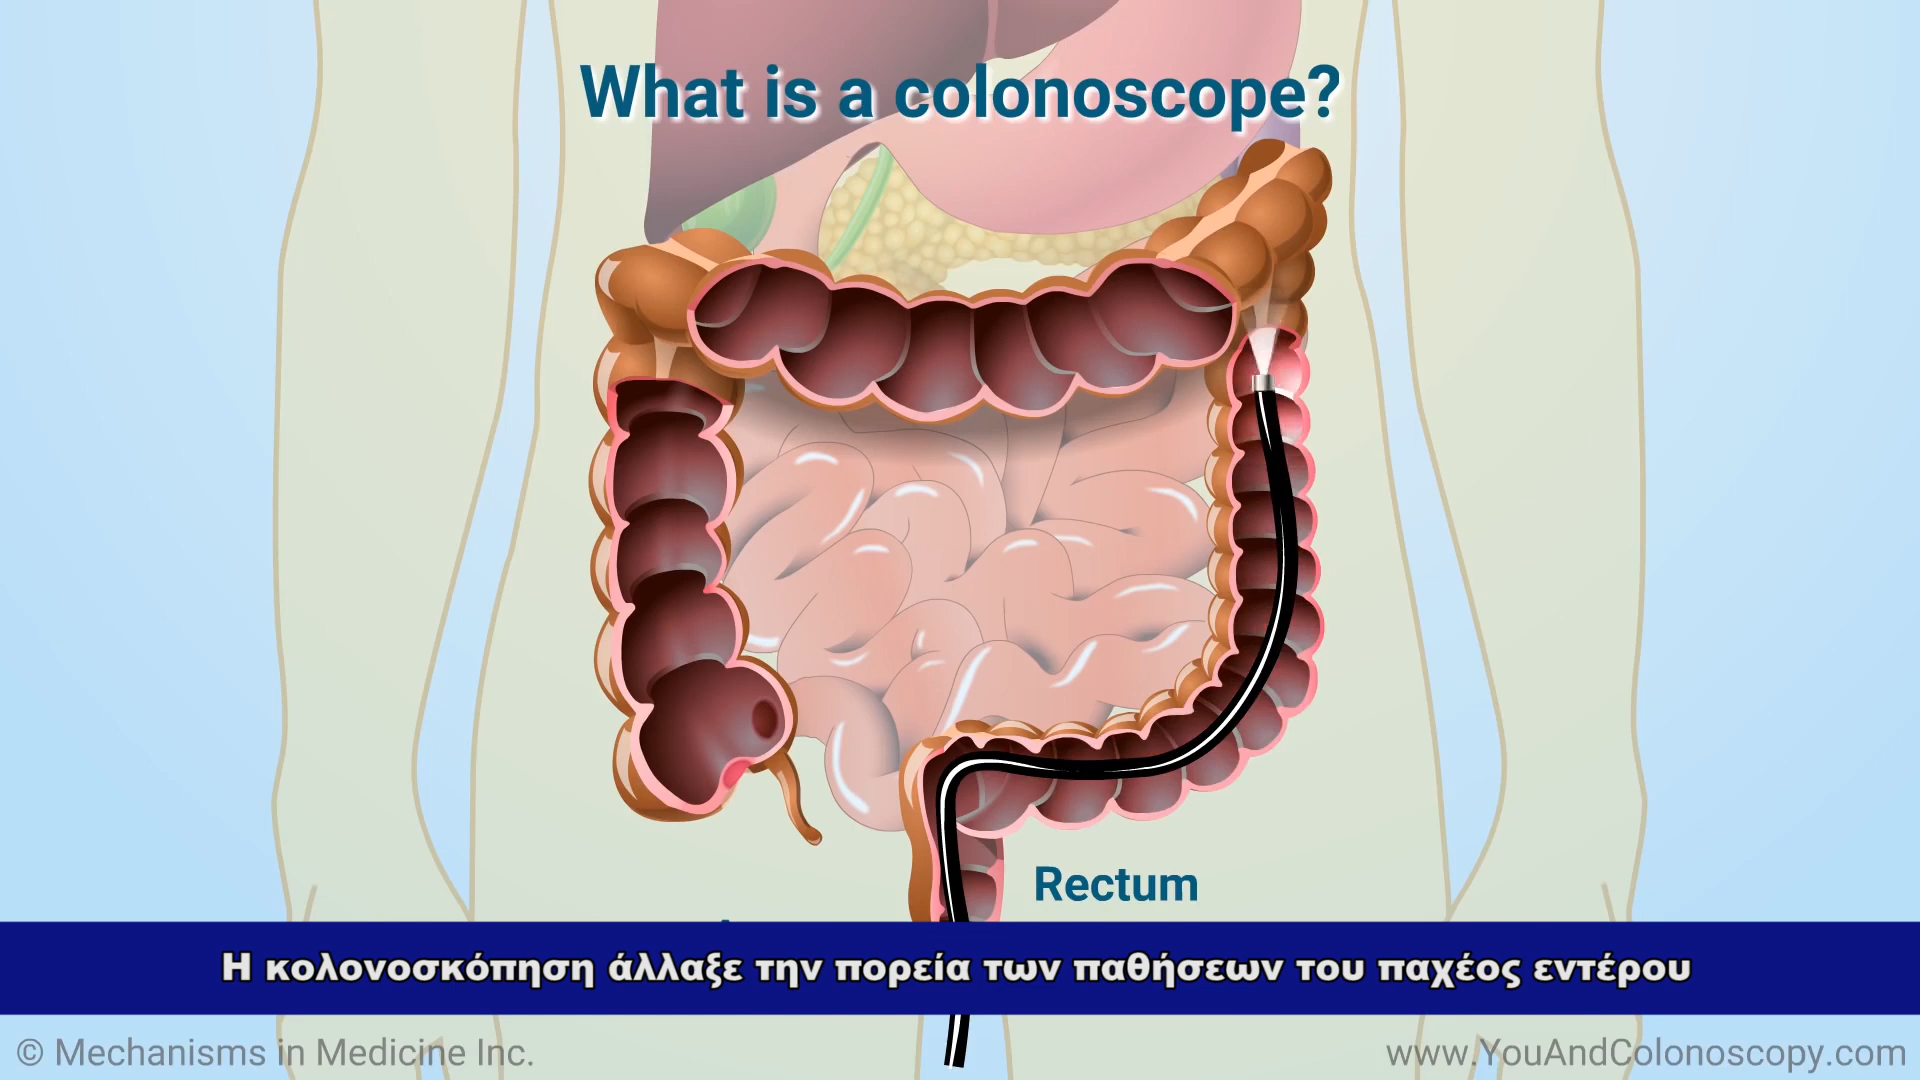 What is a colonoscope?
Rectum
Η κολονοσκόπηση άλλαξε την πορεία των παθήσεων του παχέος εντέρου
© Mechanisms in Medicine Inc.
www.YouAndColonoscopy.com